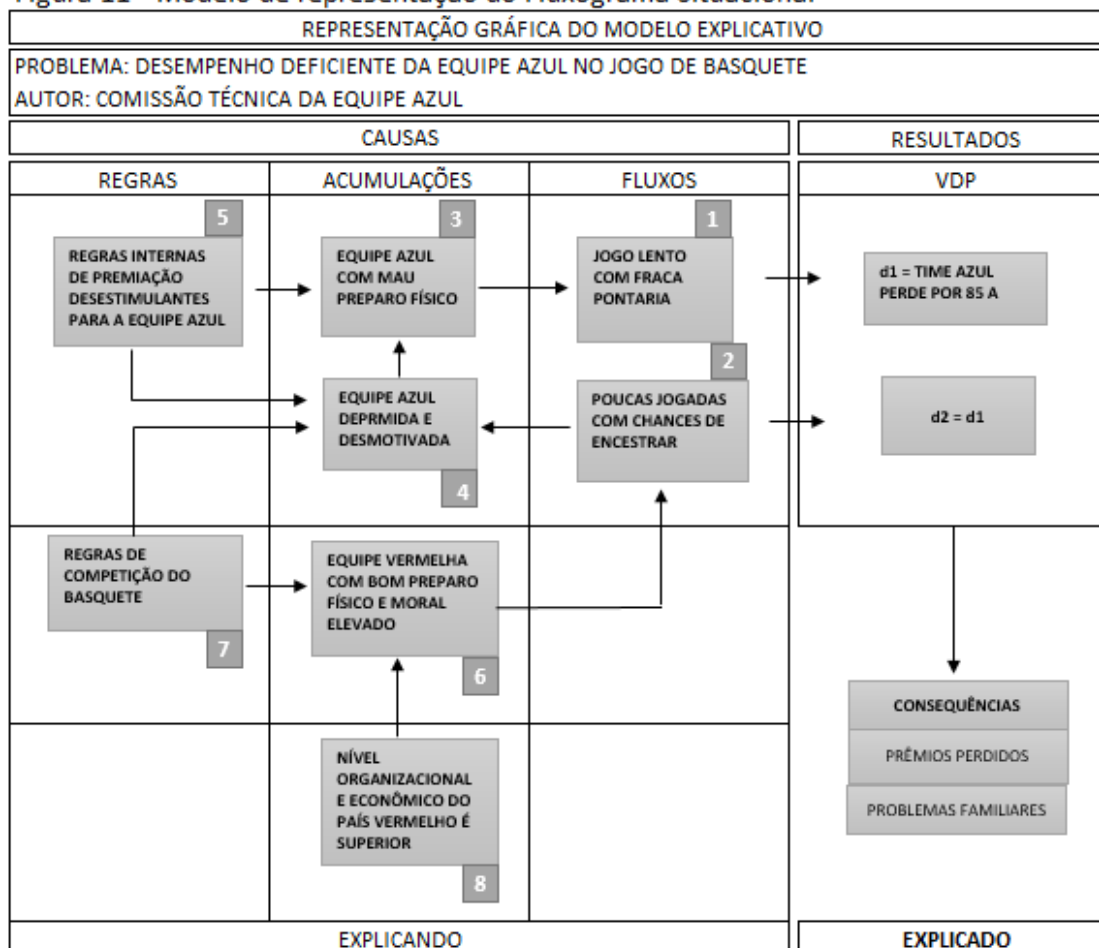 Figura 11 - Modelo de representação do Fluxograma Situacional
REPRESENTAÇÃO GRÁFICA DO MODELO EXPLICATIVO
PROBLEMA: DESEMPENHO DEFICIENTE DA EQUIPE AZUL NO JOGO DE BASQUETE
AUTOR: COMISSÃO TÉCNICA DA EQUIPE AZUL
CAUSAS
RESULTADOS
REGRAS
ACUMULAÇÕES
FLUXOS
VDP
5
REGRAS INTERNAS
DE PREMIAÇÃO
DESESTIMULANTES
PARA A EQUIPE AZUL
3
EQUIPE AZUL
COM MAU
PREPARO FÍSICO
1
JOGO LENTO
COM FRACA
PONTARIA
d1 = TIME AZUL
PERDE POR 85 A
EQUIPE AZUL
DEPRMIDA E
DESMOTIVADA
4
2
POUCAS JOGADAS
COM CHANCES DE
ENCESTRAR
d2 = d1
REGRAS DE
COMPETIÇÃO DO
BASQUETE
7
EQUIPE VERMELHA
COM BOM PREPARO
FÍSICO E MORAL
ELEVADO
6
NÍVEL
ORGANIZACIONAL
E ECONÔMICO DO
PAÍS VERMELHO É
SUPERIOR
8
CONSEQUÊNCIAS
PRÊMIOS PERDIDOS
PROBLEMAS FAMILIARES
EXPLICANDO
EXPLICADO